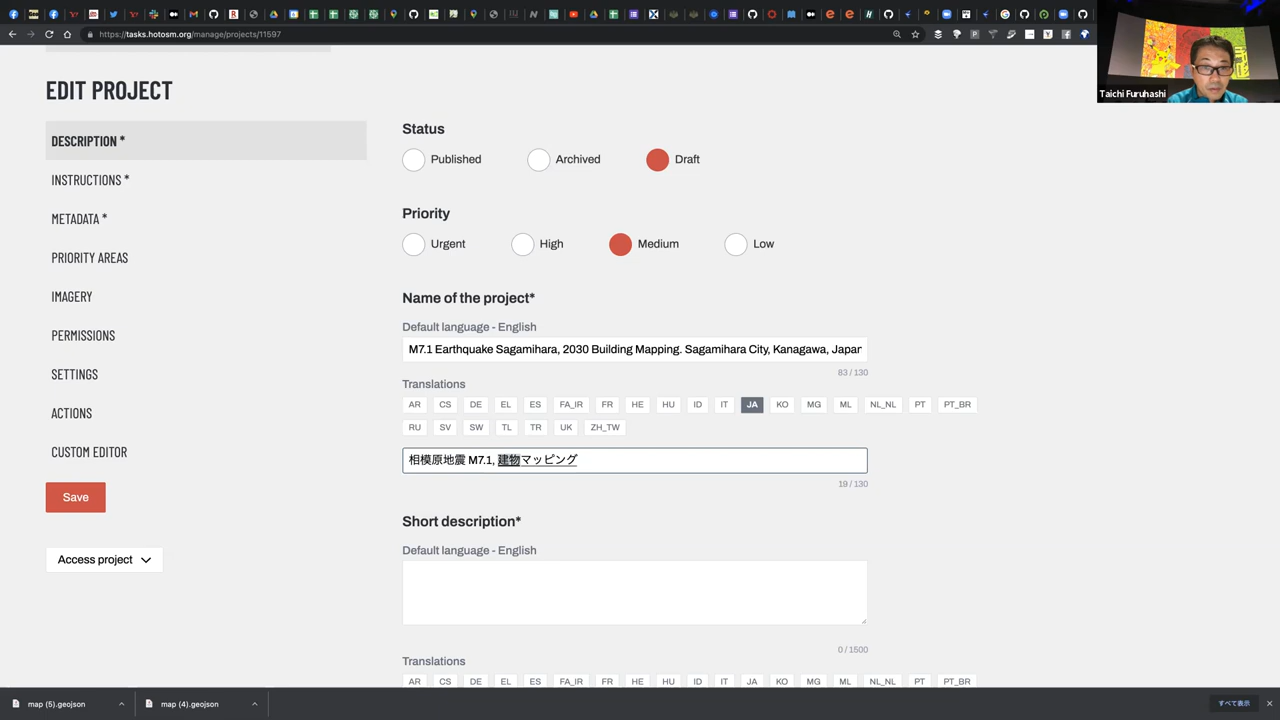 https://tasks.hotosm.org/manage/projects/11597
Taichi Furuhashi
EDIT PROJECT
DESCRIPTION *
INSTRUCTIONS *
METADATA *
PRIORITY AREAS
IMAGERY
PERMISSIONS
SETTINGS
ACTIONS
CUSTOM EDITOR
Save
Access project
Status
Published Archived Draft
Priority
Urgent High Medium Low
Name of the project*
Default language - English
M7.1 Earthquake Sagamihara, 2030 Building Mapping. Sagamihara City, Kanagawa, Japan
83 / 130
Translations
AR CS DE EL ES FA_IR FR HE HU ID IT JA KO MG ML NL_NL PT PT_BR
RU SV SW TL TR UK ZH_TW
相模原地震 M7.1, 建物マッピング
19 / 130
Short description*
Default language - English
0 / 1500
Translations
AR CS DE EL ES FA_IR FR HE HU ID IT JA KO MG ML NL_NL PT PT_BR
map (5).geojson
map (4).geojson
すべて表示